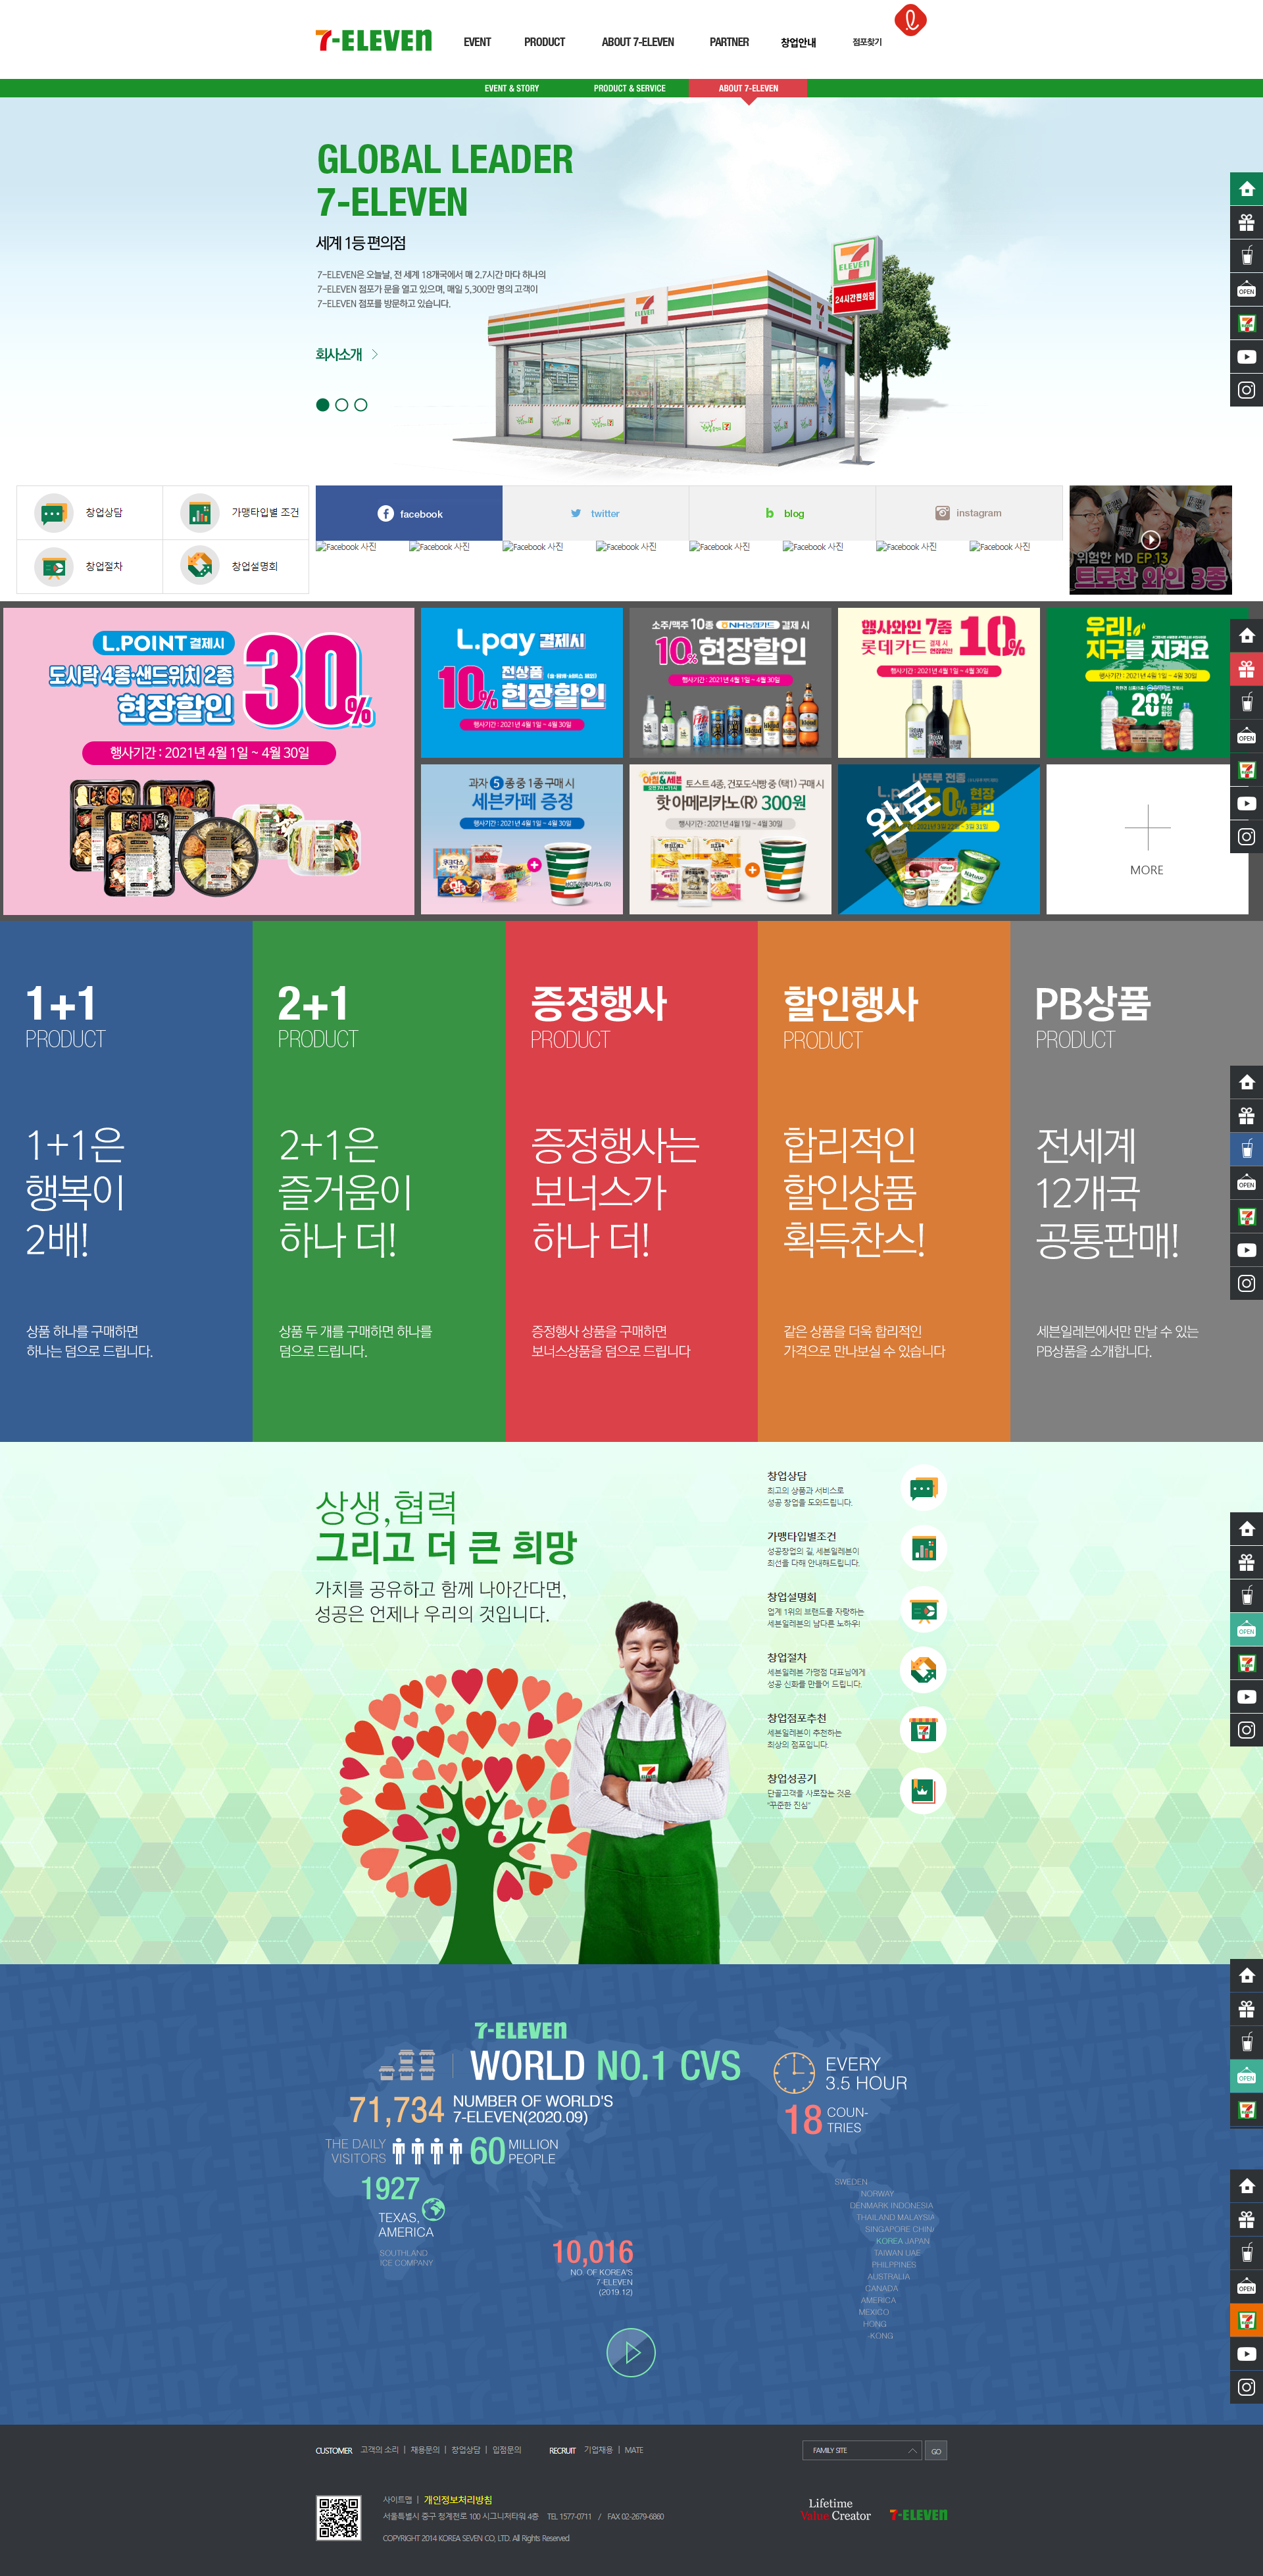 7-ELEVEN
EVENT PRODUCT ABOUT 7-ELEVEN PARTNER 창업안내 점포찾기
EVENT & STORY PRODUCT & SERVICE ABOUT 7-ELEVEN
GLOBAL LEADER
7-ELEVEN
세계 1등 편의점
7-ELEVEN은 오늘날, 전 세계 18개국에서 매 2.7시간 마다 하나의
7-ELEVEN 점포가 문을 열고 있으며, 매일 5,300만 명의 고객이
7-ELEVEN 점포를 방문하고 있습니다.
회사소개
ELEVEN
24시간편의점
OPEN
창업상담
가맹타입별 조건
창업절차
창업설명회
facebook twitter blog instagram
Facebook 사진 Facebook 사진 Facebook 사진 Facebook 사진 Facebook 사진 Facebook 사진 Facebook 사진 Facebook 사진
위험한 MD EP.13
트로잔 와인 3종
L.POINT 결제시
도시락 4종·샌드위치 2종
현장할인
30%
행사기간 : 2021년 4월 1일 ~ 4월 30일
L.pay 결제시
10% 전상품
현장할인
행사기간 : 2021년 4월 1일 ~ 4월 30일
소주/맥주 10종 NH농협카드 결제 시
10% 현장할인
행사기간 : 2021년 4월 1일 ~ 4월 30일
행사와인 7종
롯데카드 결제 시 현장할인
10%
행사기간 : 2021년 4월 1일 ~ 4월 30일
우리!
지구를 지켜요
행사기간 : 2021년 4월 1일 ~ 4월 30일
20% 현장할인
과자 5종 중 1종 구매 시
세븐카페 증정
행사기간 : 2021년 4월 1일 ~ 4월 30일
HOT 아메리카노(R)
아침&세븐
토스트 4종, 건포도식빵 중 (택1) 구매시
핫 아메리카노(R) 300원
행사기간 : 2021년 4월 1일 ~ 4월 30일
나뚜루 전종
50% 현장할인
완료
MORE
OPEN
1+1
PRODUCT
1+1은
행복이
2배!
상품 하나를 구매하면
하나는 덤으로 드립니다.
2+1
PRODUCT
2+1은
즐거움이
하나 더!
상품 두 개를 구매하면 하나를
덤으로 드립니다.
증정행사
PRODUCT
증정행사는
보너스가
하나 더!
증정행사 상품을 구매하면
보너스상품을 덤으로 드립니다
할인행사
PRODUCT
합리적인
할인상품
획득찬스!
같은 상품을 더욱 합리적인
가격으로 만나보실 수 있습니다
PB상품
PRODUCT
전세계
12개국
공통판매!
세븐일레븐에서만 만날 수 있는
PB상품을 소개합니다.
OPEN
상생,협력
그리고 더 큰 희망
가치를 공유하고 함께 나아간다면,
성공은 언제나 우리의 것입니다.
창업상담
최고의 상품과 서비스로
성공 창업을 도와드립니다.
가맹타입별조건
성공창업의 길, 세븐일레븐이
최선을 다해 안내해드립니다.
창업설명회
업계 1위의 브랜드를 자랑하는
세븐일레븐의 남다른 노하우!
창업절차
세븐일레븐 가맹점 대표님에게
성공 신화를 만들어 드립니다.
창업점포추천
세븐일레븐이 추천하는
최상의 점포입니다.
창업성공기
단골고객을 사로잡는 것은
"꾸준한 진심"
OPEN
7-ELEVEN
WORLD NO.1 CVS
71,734 NUMBER OF WORLD'S
7-ELEVEN(2020.09)
THE DAILY
VISITORS
60 MILLION
PEOPLE
1927
TEXAS,
AMERICA
SOUTHLAND
ICE COMPANY
10,016
NO. OF KOREA'S
7-ELEVEN
(2019.12)
EVERY
3.5 HOUR
18 COUN-
TRIES
SWEDEN
NORWAY
DENMARK INDONESIA
THAILAND MALAYSIA
SINGAPORE CHINA
KOREA JAPAN
TAIWAN UAE
PHILPPINES
AUSTRALIA
CANADA
AMERICA
MEXICO
HONG
-KONG
OPEN
OPEN
CUSTOMER 고객의 소리 | 채용문의 | 창업상담 | 입점문의 RECRUIT 기업채용 | MATE
FAMILY SITE GO
사이트맵 | 개인정보처리방침
서울특별시 중구 청계천로 100 시그니처타워 4층 TEL 1577-0711 / FAX 02-2679-6860
COPYRIGHT 2014 KOREA SEVEN CO, LTD. All Rights Reserved
Lifetime
Value Creator
7-ELEVEN